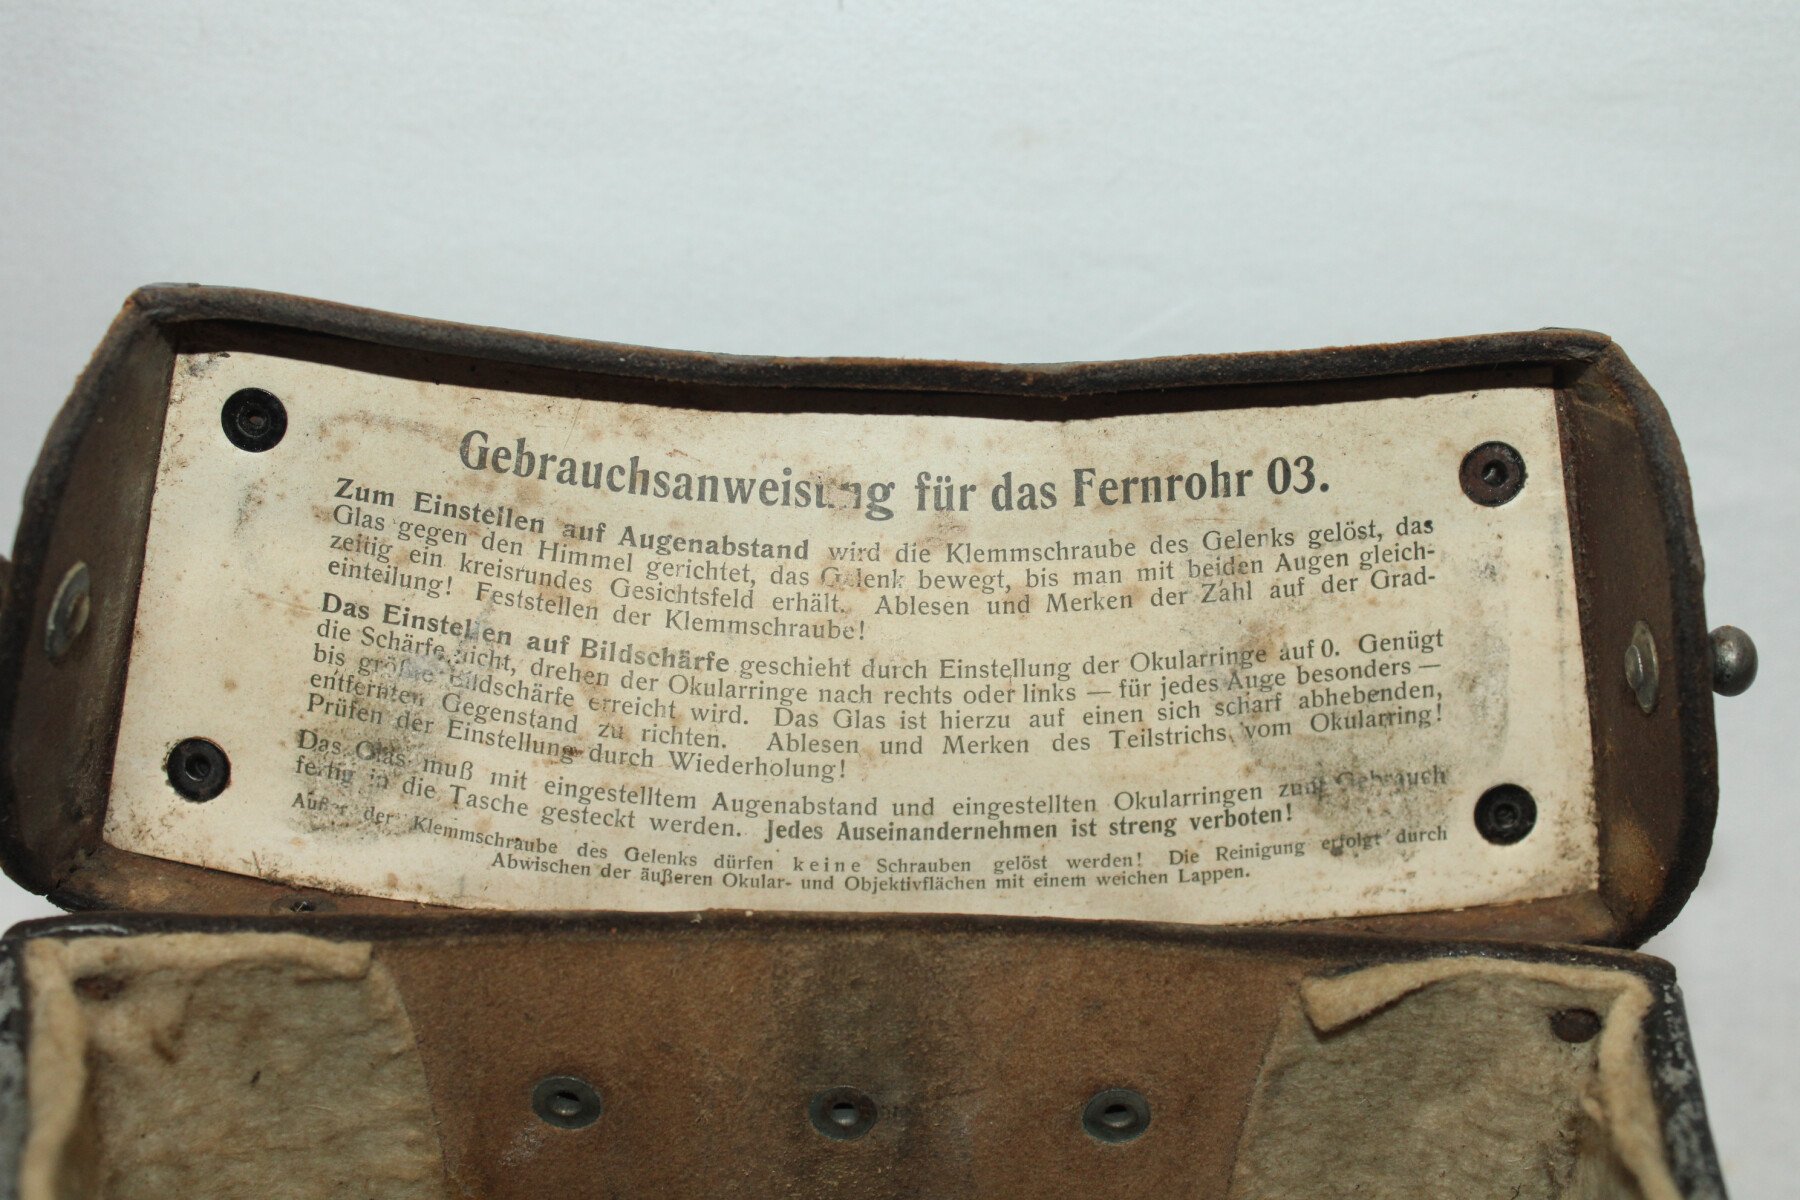 Gebrauchsanweisung für das Fernrohr 03.
Zum Einstellen auf Augenabstand wird die Klemmschraube des Gelenks gelöst, das
Glas gegen den Himmel gerichtet, das Gelenk bewegt, bis man mit beiden Augen gleich-
zeitig ein kreisrundes Gesichtsfeld erhält. Ablesen und Merken der Zahl auf der Grad-
einteilung! Feststellen der Klemmschraube!
Das Einstellen auf Bildschärfe geschieht durch Einstellung der Okularringe auf 0. Genügt
die Schärfe nicht, drehen der Okularringe nach rechts oder links — für jedes Auge besonders —
bis größte Bildschärfe erreicht wird. Das Glas ist hierzu auf einen sich scharf abhebenden,
entfernten Gegenstand zu richten. Ablesen und Merken des Teilstrichs vom Okularring!
Prüfen der Einstellung durch Wiederholung!
Das Glas muß mit eingestelltem Augenabstand und eingestellten Okularringen zum Gebrauch
fertig in die Tasche gesteckt werden. Jedes Auseinandernehmen ist streng verboten!
Außer der Klemmschraube des Gelenks dürfen keine Schrauben gelöst werden! Die Reinigung erfolgt durch
Abwischen der äußeren Okular- und Objektivflächen mit einem weichen Lappen.